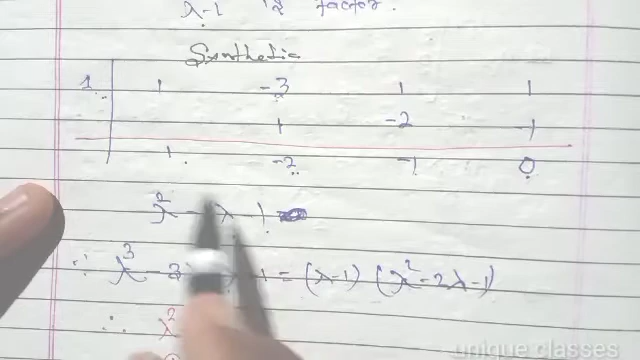 λ-1 is factor.
Synthetic
1 1 -3 1 1
1 -2 -1
1 -2 -1 0
λ² - λ - 1
∴ λ³ - 3 1 = (λ-1) (λ² - 2λ - 1)
∴ λ²
unique classes